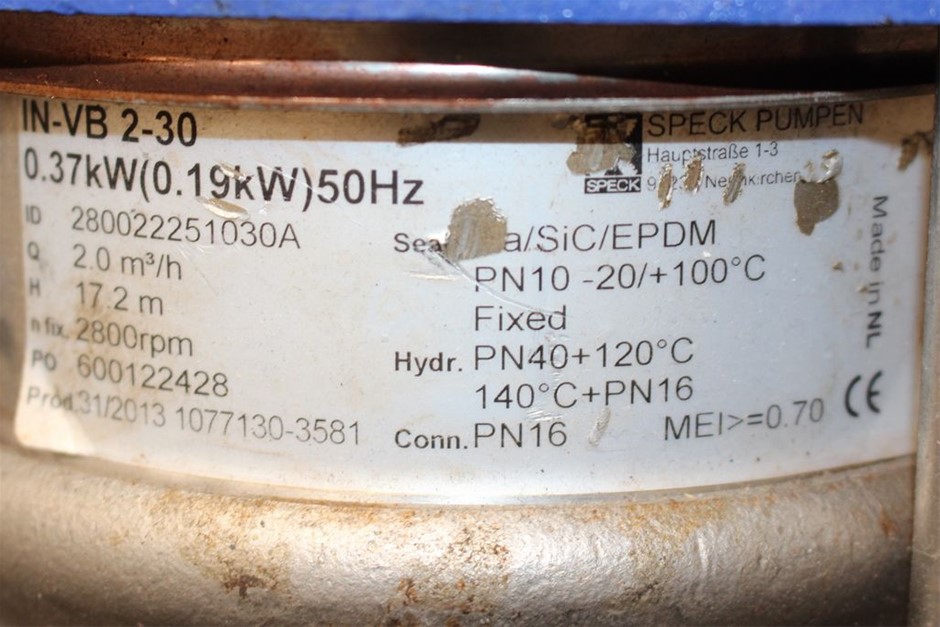 IN-VB 2-30
0.37kW(0.19kW)50Hz
ID 280022251030A
Q 2.0 m³/h
H 17.2 m
n fix. 2800rpm
PO 600122428
Prod.31/2013 1077130-3581
SPECK PUMPEN
Hauptstraße 1-3
SPECK
/SiC/EPDM
PN10 -20/+100°C
Fixed
Hydr. PN40+120°C
140°C+PN16
Conn. PN16
MEI>=0.70
CE
Made in NL